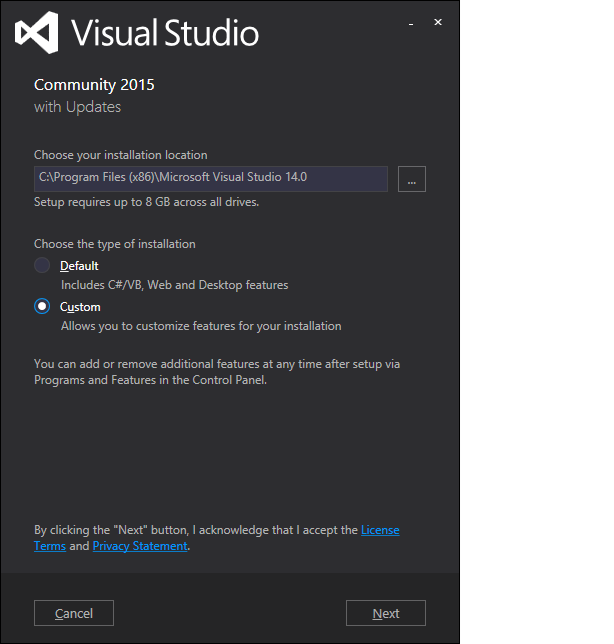 Visual Studio
Community 2015
with Updates
Choose your installation location
C:\Program Files (x86)\Microsoft Visual Studio 14.0
...
Setup requires up to 8 GB across all drives.
Choose the type of installation
Default
Includes C#/VB, Web and Desktop features
Custom
Allows you to customize features for your installation
You can add or remove additional features at any time after setup via
Programs and Features in the Control Panel.
By clicking the "Next" button, I acknowledge that I accept the License
Terms and Privacy Statement.
Cancel
Next